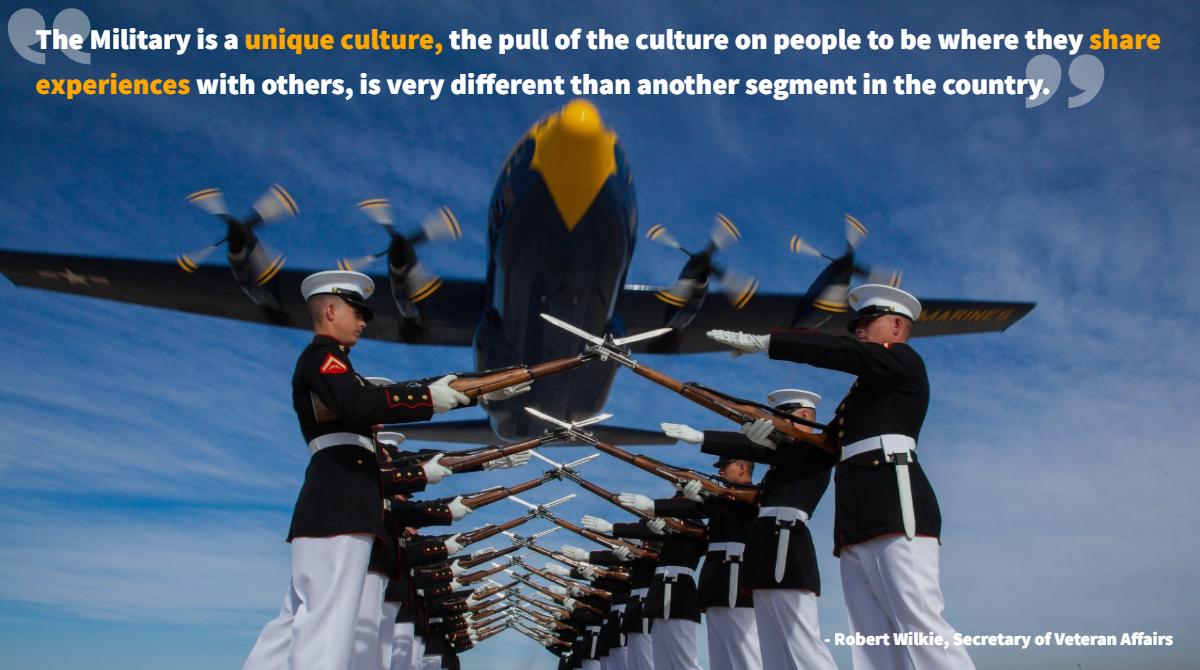 The Military is a unique culture, the pull of the culture on people to be where they share
experiences with others, is very different than another segment in the country.
MARINES
- Robert Wilkie, Secretary of Veteran Affairs